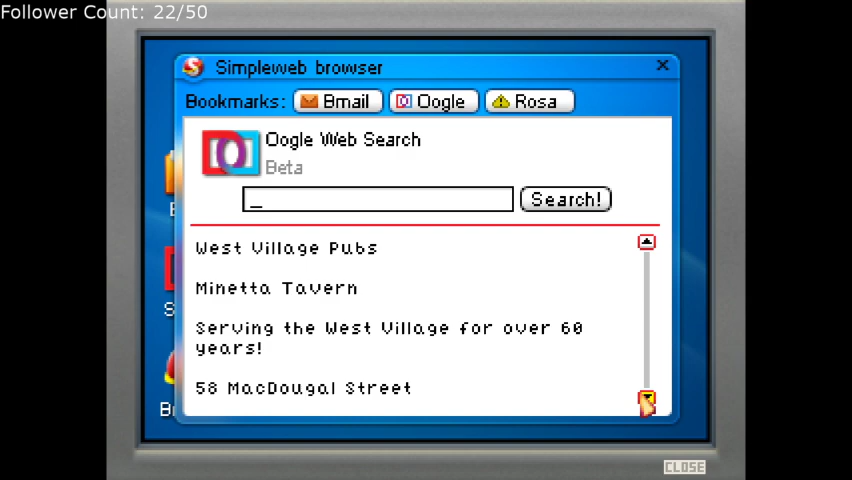 Follower Count: 22/50
Simpleweb browser
Bookmarks: Bmail Oogle Rosa
Oogle Web Search
Beta
_ Search!
West Village Pubs
Minetta Tavern
Serving the West Village for over 60
years!
58 MacDougal Street
CLOSE